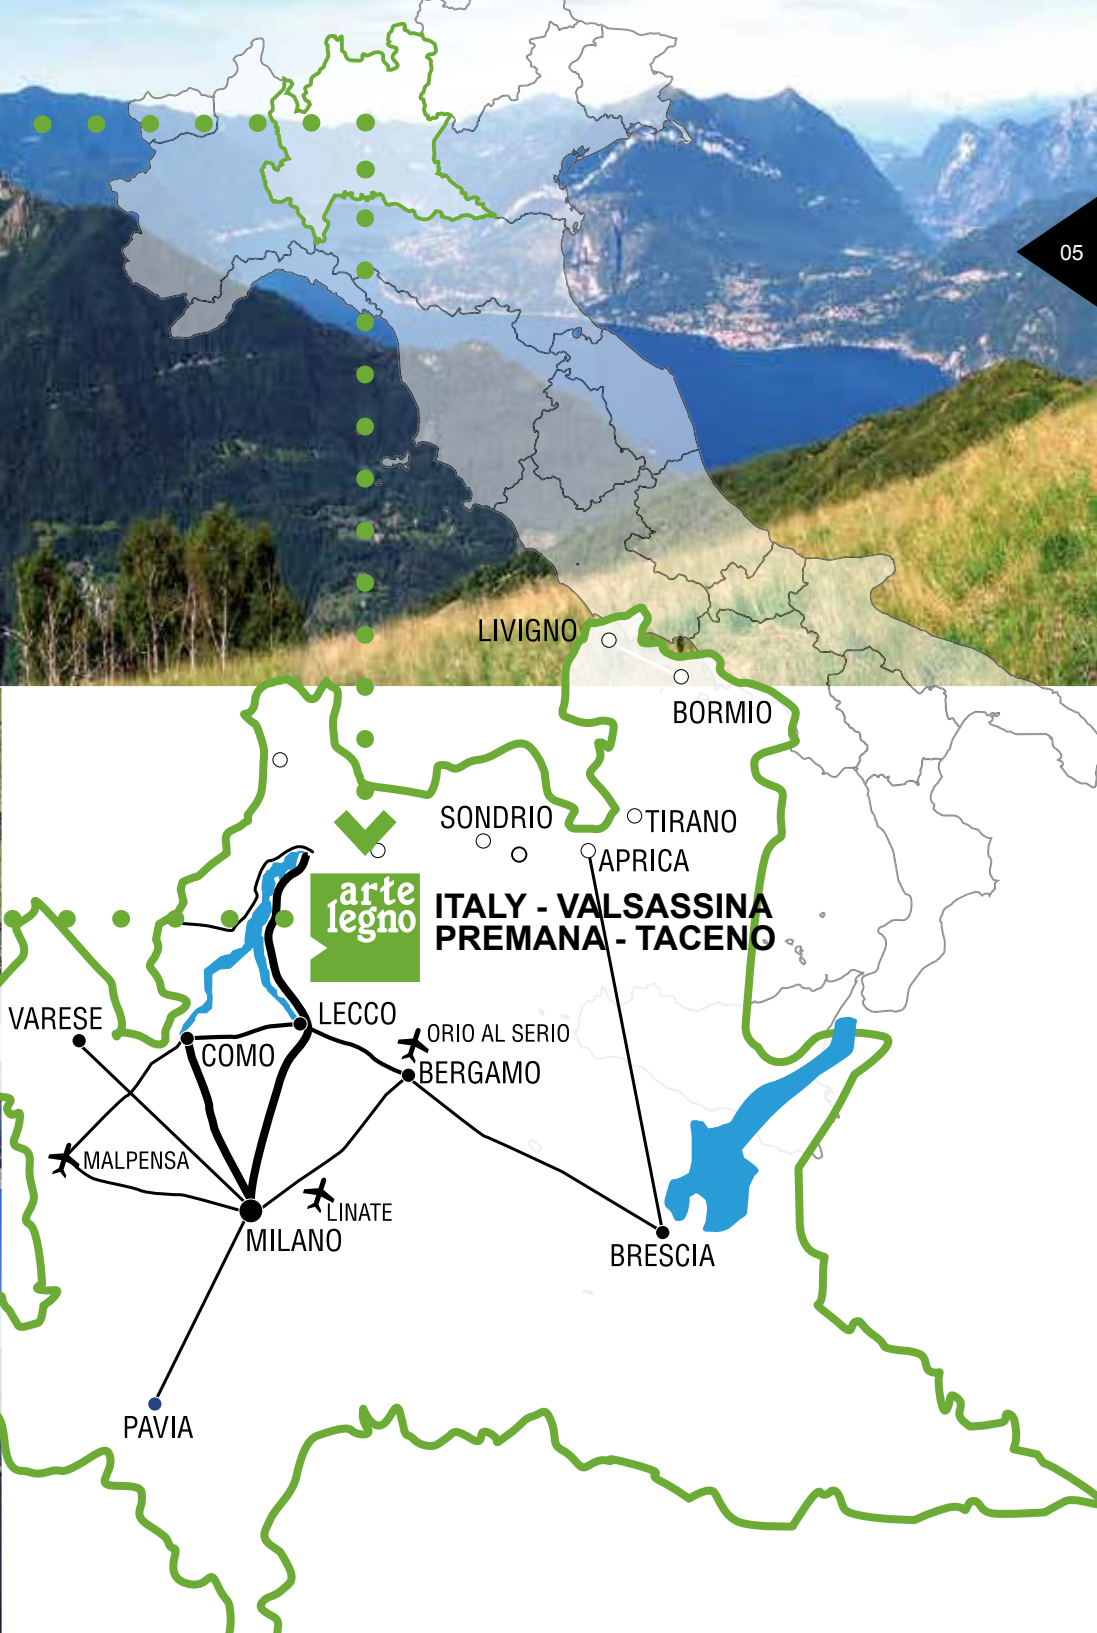 05
LIVIGNO
BORMIO
SONDRIO
TIRANO
APRICA
arte
legno
ITALY - VALSASSINA
PREMANA - TACENO
VARESE
LECCO
COMO
ORIO AL SERIO
BERGAMO
MALPENSA
LINATE
MILANO
BRESCIA
PAVIA